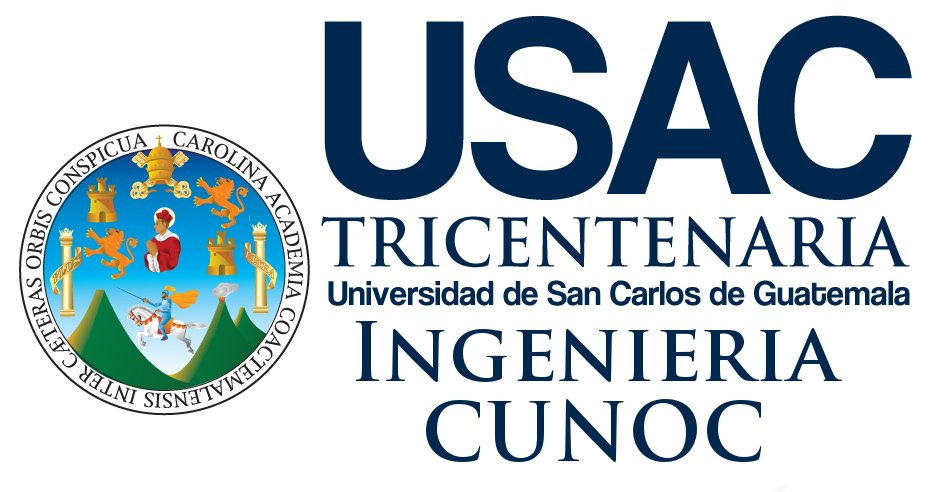 CAROLINA ACADEMIA COACTEMALENSIS INTER CÆTERAS ORBIS CONSPICUA
USAC
TRICENTENARIA
Universidad de San Carlos de Guatemala
INGENIERIA
CUNOC